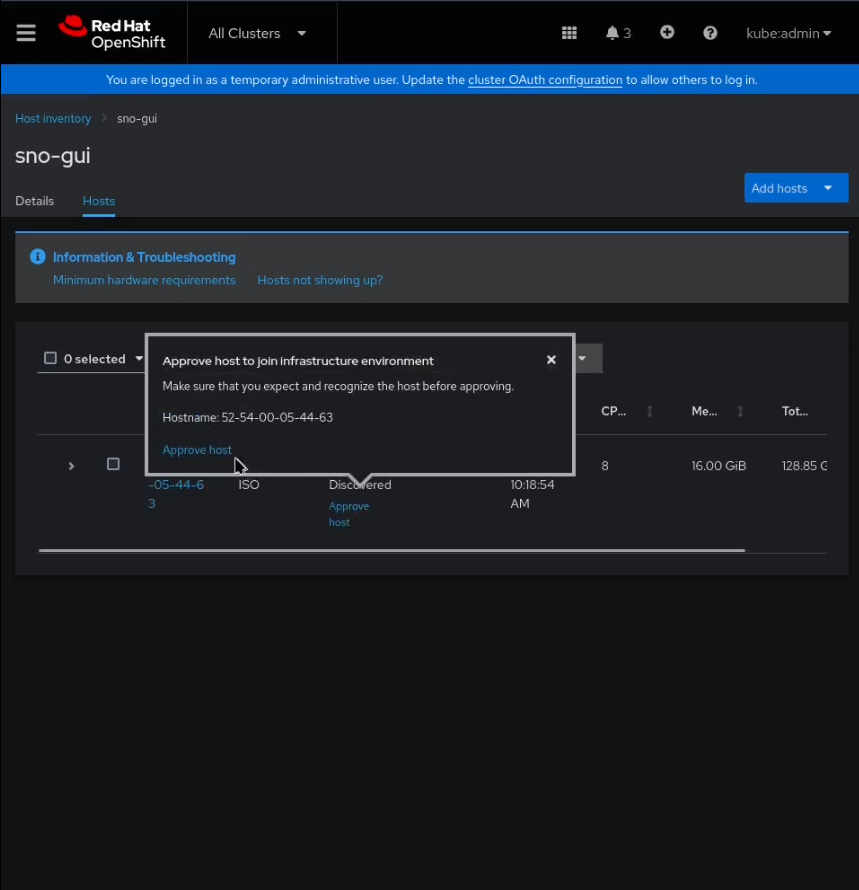 Red Hat
OpenShift
All Clusters
3
kube:admin
You are logged in as a temporary administrative user. Update the cluster OAuth configuration to allow others to log in.
Host inventory > sno-gui
sno-gui
Details Hosts
Add hosts
Information & Troubleshooting
Minimum hardware requirements Hosts not showing up?
0 selected
Approve host to join infrastructure environment
Make sure that you expect and recognize the host before approving.
Hostname: 52-54-00-05-44-63
Approve host
CP... Me... Tot...
8 16.00 GiB 128.85 G
-05-44-6 ISO Discovered 10:18:54
3 Approve AM
host